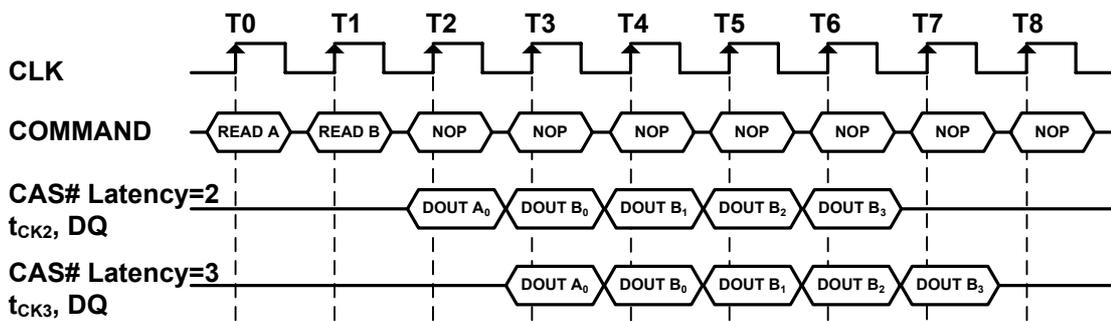 T0 T1 T2 T3 T4 T5 T6 T7 T8
CLK
COMMAND READ A READ B NOP NOP NOP NOP NOP NOP NOP
CAS# Latency=2
tCK2, DQ DOUT A0 DOUT B0 DOUT B1 DOUT B2 DOUT B3
CAS# Latency=3
tCK3, DQ DOUT A0 DOUT B0 DOUT B1 DOUT B2 DOUT B3